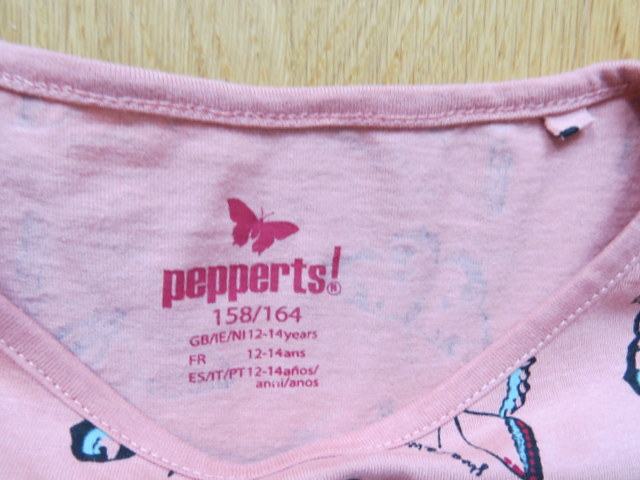 pepperts!®
158/164
GB/IE/NI 12-14years
FR 12-14ans
ES/IT/PT 12-14años/
anni/anos